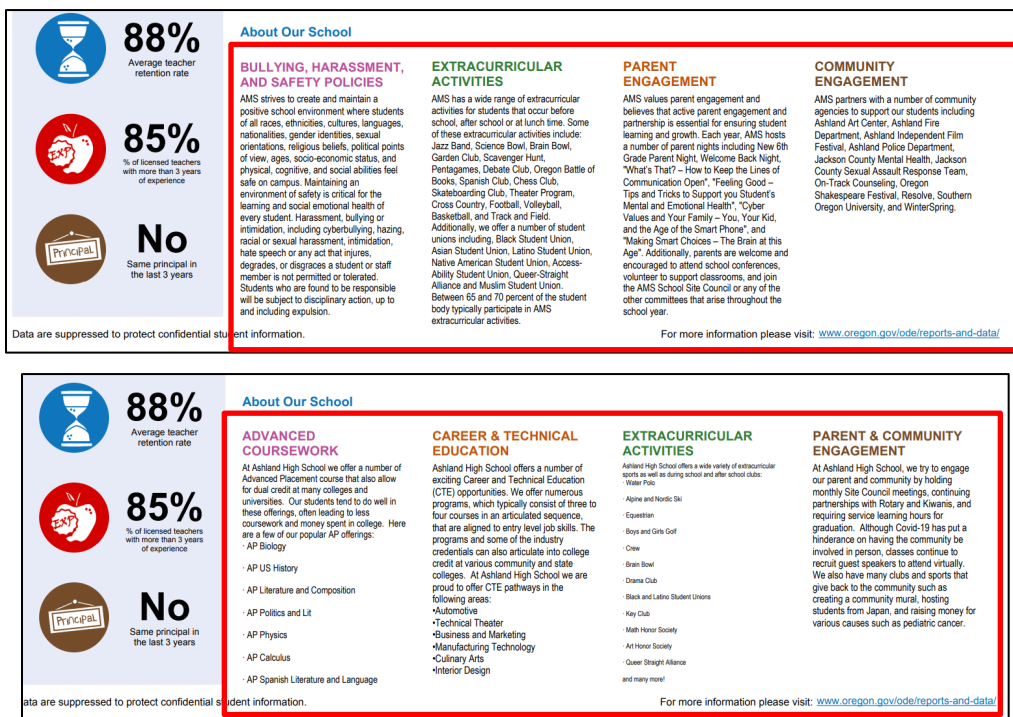 88%
Average teacher
retention rate
EXP
85%
% of licensed teachers
with more than 3 years
of experience
Principal
No
Same principal in
the last 3 years
About Our School
BULLYING, HARASSMENT,
AND SAFETY POLICIES
AMS strives to create and maintain a
positive school environment where students
of all races, ethnicities, cultures, languages,
nationalities, gender identities, sexual
orientations, religious beliefs, political points
of view, ages, socio-economic status, and
physical, cognitive, and social abilities feel
safe on campus. Maintaining an
environment of safety is critical for the
learning and social emotional health of
every student. Harassment, bullying or
intimidation, including cyberbullying, hazing,
racial or sexual harassment, intimidation,
hate speech or any act that injures,
degrades, or disgraces a student or staff
member is not permitted or tolerated.
Students who are found to be responsible
will be subject to disciplinary action, up to
and including expulsion.
EXTRACURRICULAR
ACTIVITIES
AMS has a wide range of extracurricular
activities for students that occur before
school, after school or at lunch time. Some
of these extracurricular activities include:
Jazz Band, Science Bowl, Brain Bowl,
Garden Club, Scavenger Hunt,
Pentagames, Debate Club, Oregon Battle of
Books, Spanish Club, Chess Club,
Skateboarding Club, Theater Program,
Cross Country, Football, Volleyball,
Basketball, and Track and Field.
Additionally, we offer a number of student
unions including, Black Student Union,
Asian Student Union, Latino Student Union,
Native American Student Union, Access-
Ability Student Union, Queer-Straight
Alliance and Muslim Student Union.
Between 65 and 70 percent of the student
body typically participate in AMS
extracurricular activities.
PARENT
ENGAGEMENT
AMS values parent engagement and
believes that active parent engagement and
partnership is essential for ensuring student
learning and growth. Each year, AMS hosts
a number of parent nights including New 6th
Grade Parent Night, Welcome Back Night,
"What's That? – How to Keep the Lines of
Communication Open", "Feeling Good –
Tips and Tricks to Support you Student's
Mental and Emotional Health", "Cyber
Values and Your Family – You, Your Kid,
and the Age of the Smart Phone", and
"Making Smart Choices – The Brain at this
Age". Additionally, parents are welcome and
encouraged to attend school conferences,
volunteer to support classrooms, and join
the AMS School Site Council or any of the
other committees that arise throughout the
school year.
COMMUNITY
ENGAGEMENT
AMS partners with a number of community
agencies to support our students including
Ashland Art Center, Ashland Fire
Department, Ashland Independent Film
Festival, Ashland Police Department,
Jackson County Mental Health, Jackson
County Sexual Assault Response Team,
On-Track Counseling, Oregon
Shakespeare Festival, Resolve, Southern
Oregon University, and WinterSpring.
Data are suppressed to protect confidential student information.
For more information please visit: www.oregon.gov/ode/reports-and-data/
88%
Average teacher
retention rate
EXP
85%
% of licensed teachers
with more than 3 years
of experience
Principal
No
Same principal in
the last 3 years
About Our School
ADVANCED
COURSEWORK
At Ashland High School we offer a number of
Advanced Placement course that also allow
for dual credit at many colleges and
universities. Our students tend to do well in
these offerings, often leading to less
coursework and money spent in college. Here
are a few of our popular AP offerings:
· AP Biology
· AP US History
· AP Literature and Composition
· AP Politics and Lit
· AP Physics
· AP Calculus
· AP Spanish Literature and Language
CAREER & TECHNICAL
EDUCATION
Ashland High School offers a number of
exciting Career and Technical Education
(CTE) opportunities. We offer numerous
programs, which typically consist of three to
four courses in an articulated sequence,
that are aligned to entry level job skills. The
programs and some of the industry
credentials can also articulate into college
credit at various community and state
colleges. At Ashland High School we are
proud to offer CTE pathways in the
following areas:
•Automotive
•Technical Theater
•Business and Marketing
•Manufacturing Technology
•Culinary Arts
•Interior Design
EXTRACURRICULAR
ACTIVITIES
Ashland High School offers a wide variety of extracurricular
sports as well as during school and after school clubs:
· Water Polo
· Alpine and Nordic Ski
· Equestrian
· Boys and Girls Golf
· Crew
· Brain Bowl
· Drama Club
· Black and Latino Student Unions
· Key Club
· Math Honor Society
· Art Honor Society
· Queer Straight Alliance
and many more!
PARENT & COMMUNITY
ENGAGEMENT
At Ashland High School, we try to engage
our parent and community by holding
monthly Site Council meetings, continuing
partnerships with Rotary and Kiwanis, and
requiring service learning hours for
graduation. Although Covid-19 has put a
hinderance on having the community be
involved in person, classes continue to
recruit guest speakers to attend virtually.
We also have many clubs and sports that
give back to the community such as
creating a community mural, hosting
students from Japan, and raising money for
various causes such as pediatric cancer.
ata are suppressed to protect confidential student information.
For more information please visit: www.oregon.gov/ode/reports-and-data/